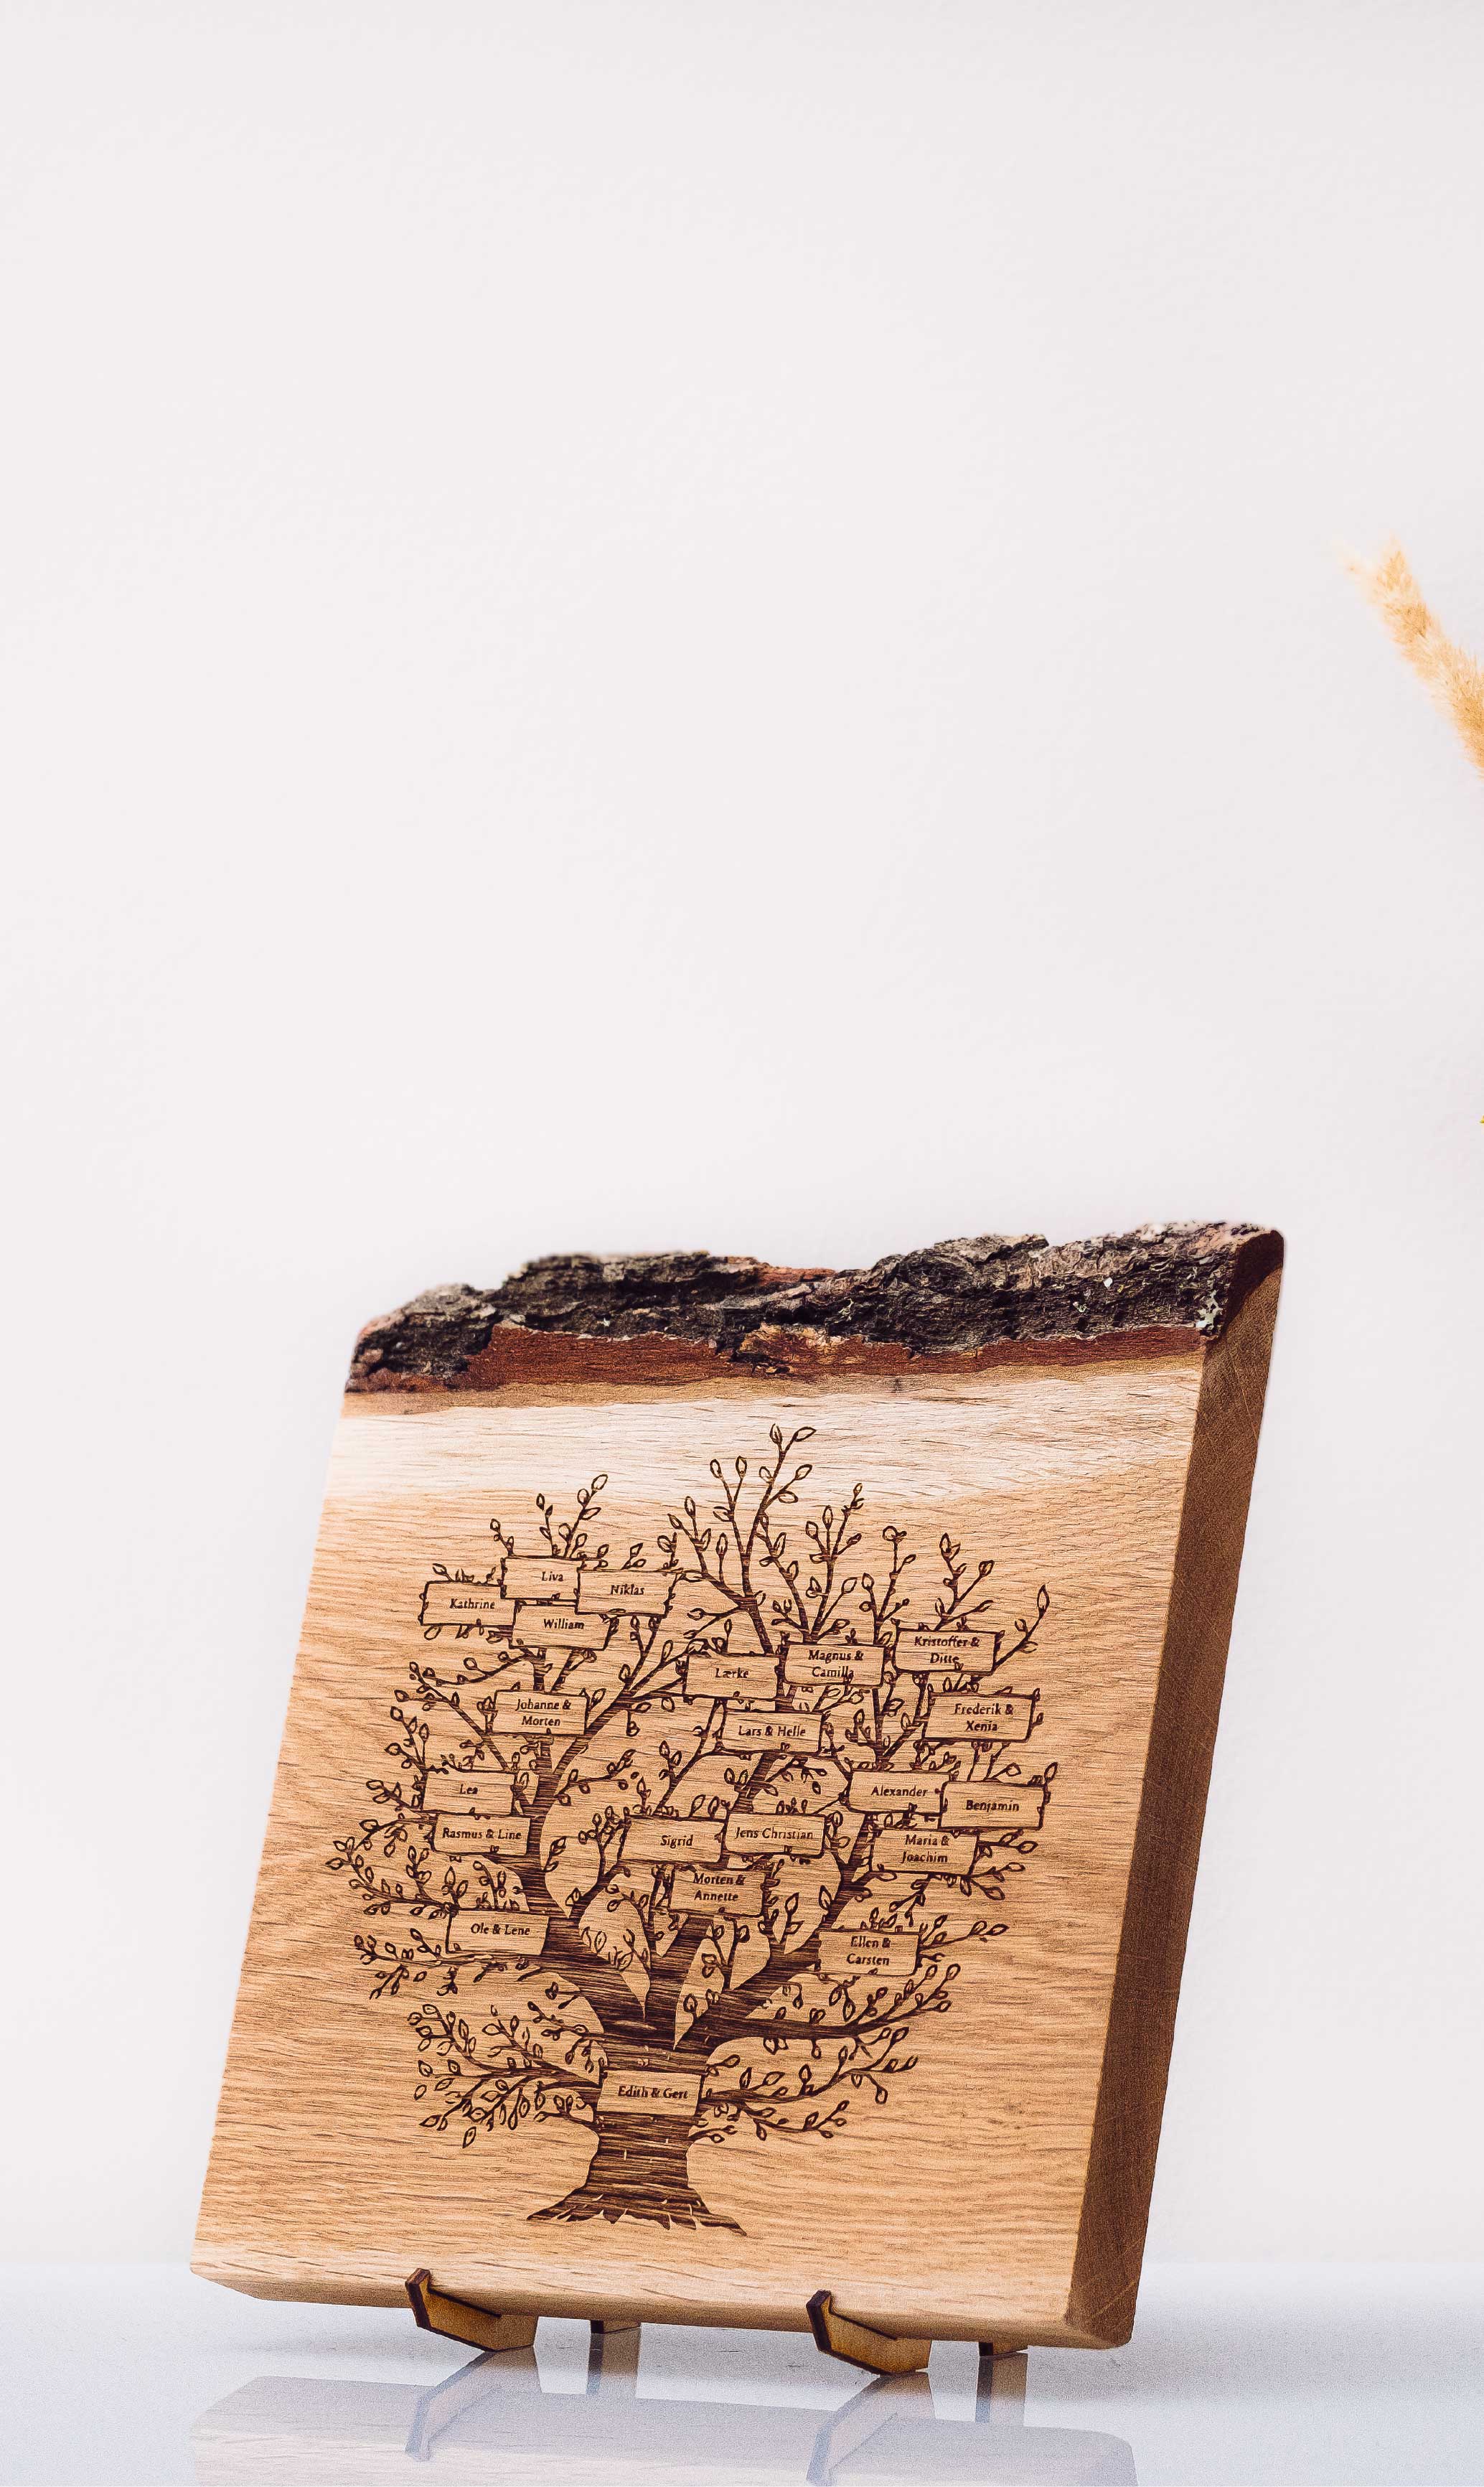 Liva
Niklas
Kathrine
William
Kristoffer &
Ditte
Magnus &
Camilla
Lærke
Johanne &
Morten
Frederik &
Xenia
Lars & Helle
Lea
Alexander
Benjamin
Rasmus & Line
Sigrid
Jens Christian
Maria &
Joachim
Morten &
Annette
Ole & Lene
Ellen &
Carsten
Edith & Gert